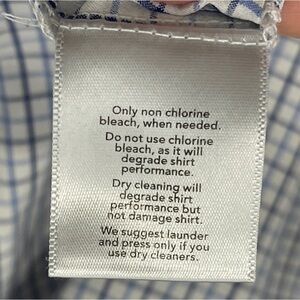 Only non chlorine
bleach, when needed.
Do not use chlorine
bleach, as it will
degrade shirt
performance.
Dry cleaning will
degrade shirt
performance but
not damage shirt.
We suggest launder
and press only if you
use dry cleaners.